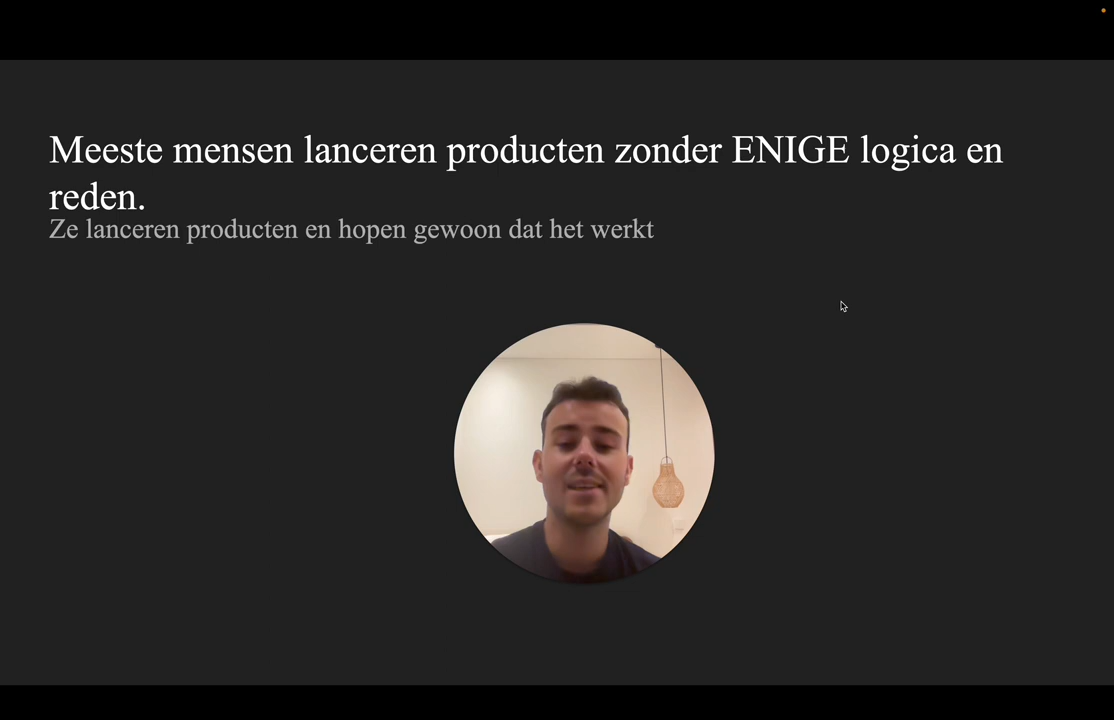 Meeste mensen lanceren producten zonder ENIGE logica en
reden.
Ze lanceren producten en hopen gewoon dat het werkt